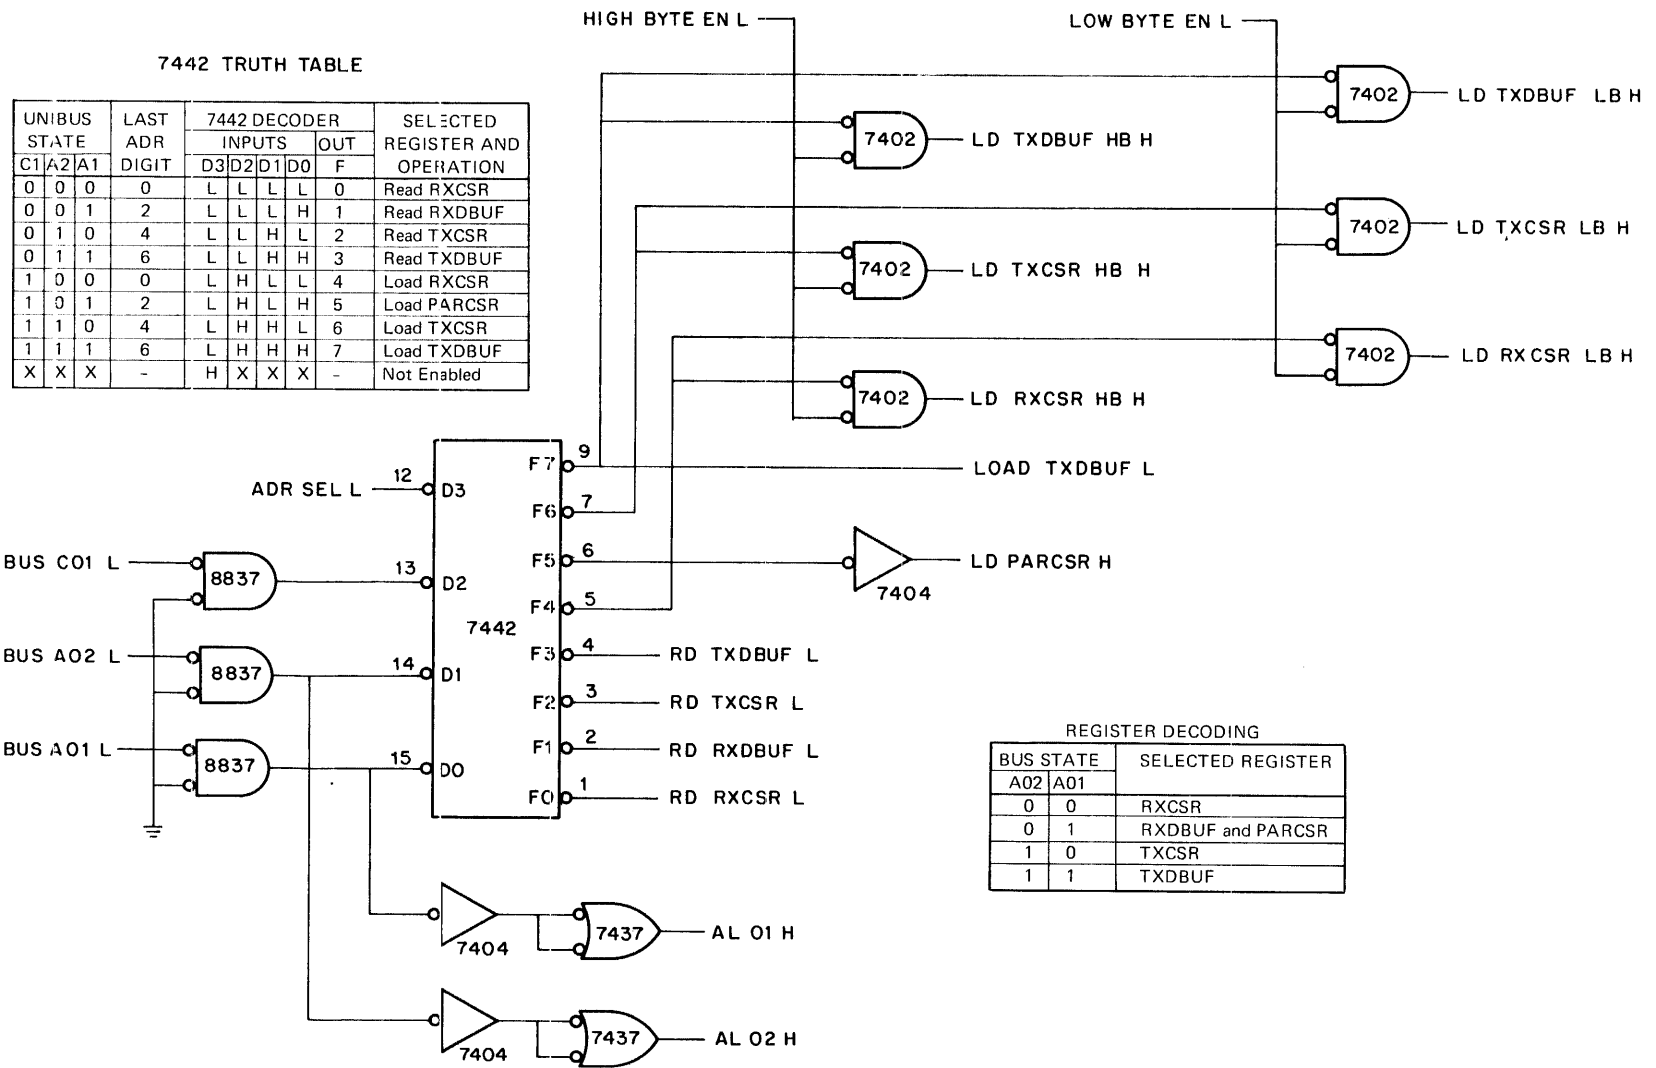 HIGH BYTE EN L
LOW BYTE EN L
7442 TRUTH TABLE
UNIBUS STATE LAST ADR DIGIT 7442 DECODER SELECTED REGISTER AND OPERATION
INPUTS OUT
C1 A2 A1 D3 D2 D1 D0 F
0 0 0 0 L L L L 0 Read RXCSR
0 0 1 2 L L L H 1 Read RXDBUF
0 1 0 4 L L H L 2 Read TXCSR
0 1 1 6 L L H H 3 Read TXDBUF
1 0 0 0 L H L L 4 Load RXCSR
1 0 1 2 L H L H 5 Load PARCSR
1 1 0 4 L H H L 6 Load TXCSR
1 1 1 6 L H H H 7 Load TXDBUF
X X X - H X X X - Not Enabled
7402 LD TXDBUF LB H
7402 LD TXDBUF HB H
7402 LD TXCSR LB H
7402 LD TXCSR HB H
7402 LD RXCSR LB H
7402 LD RXCSR HB H
F7 9 LOAD TXDBUF L
ADR SEL L 12 D3
F6 7
BUS C01 L 8837 13 D2
F5 6 LD PARCSR H
7404
F4 5
7442
BUS A02 L 8837 14 D1
F3 4 RD TXDBUF L
F2 3 RD TXCSR L
BUS A01 L 8837 15 D0
F1 2 RD RXDBUF L
F0 1 RD RXCSR L
REGISTER DECODING
BUS STATE SELECTED REGISTER
A02 A01
0 0 RXCSR
0 1 RXDBUF and PARCSR
1 0 TXCSR
1 1 TXDBUF
7404 7437 AL 01 H
7404 7437 AL 02 H